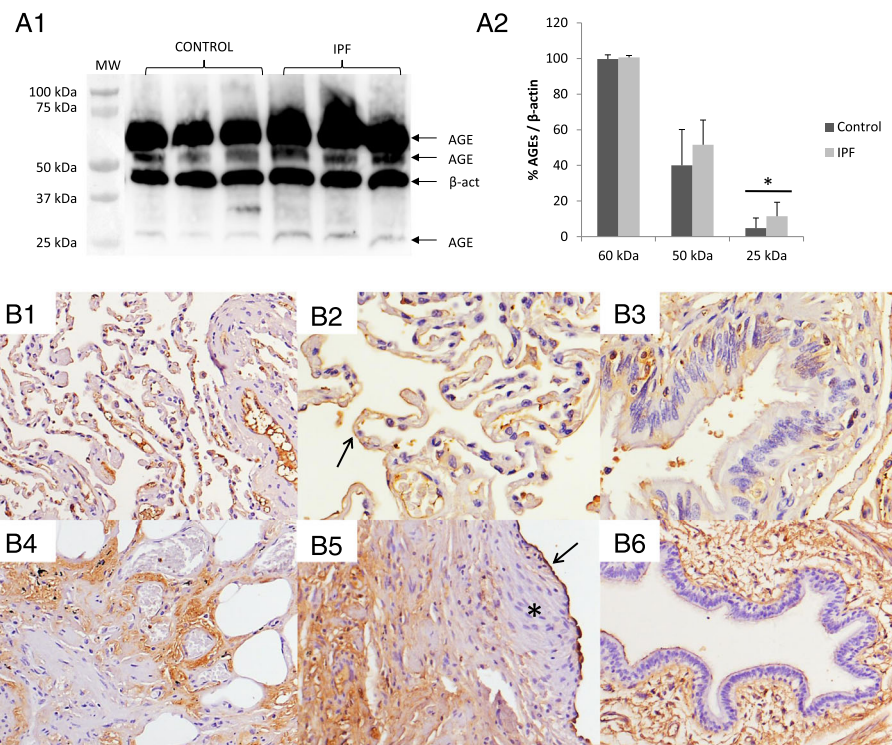 A1
CONTROL
IPF
MW
100 kDa
75 kDa
50 kDa
37 kDa
25 kDa
AGE
AGE
β-act
AGE
A2
120
100
80
60
40
20
0
% AGEs / β-actin
*
60 kDa
50 kDa
25 kDa
Control
IPF
B1
B2
B3
B4
B5
*
B6